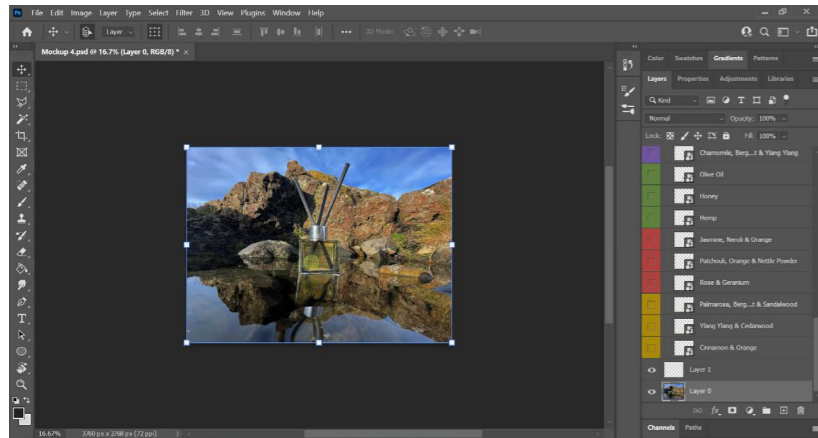 Ps File Edit Image Layer Type Select Filter 3D View Plugins Window Help
Layer 3D Mode:
Mockup 4.psd @ 16.7% (Layer 0, RGB/8) * ×
Color Swatches Gradients Patterns
Layers Properties Adjustments Libraries
Kind
Normal Opacity: 100%
Lock: Fill: 100%
Chamomile, Berg...t & Ylang Ylang
Olive Oil
Honey
Hemp
Jasmine, Neroli & Orange
Patchouli, Orange & Nettle Powder
Rose & Geranium
Palmarosa, Berg...t & Sandalwood
Ylang Ylang & Cedarwood
Cinnamon & Orange
Layer 1
Layer 0
fx
Channels Paths
16.67% 3760 px x 2768 px (72 ppi)